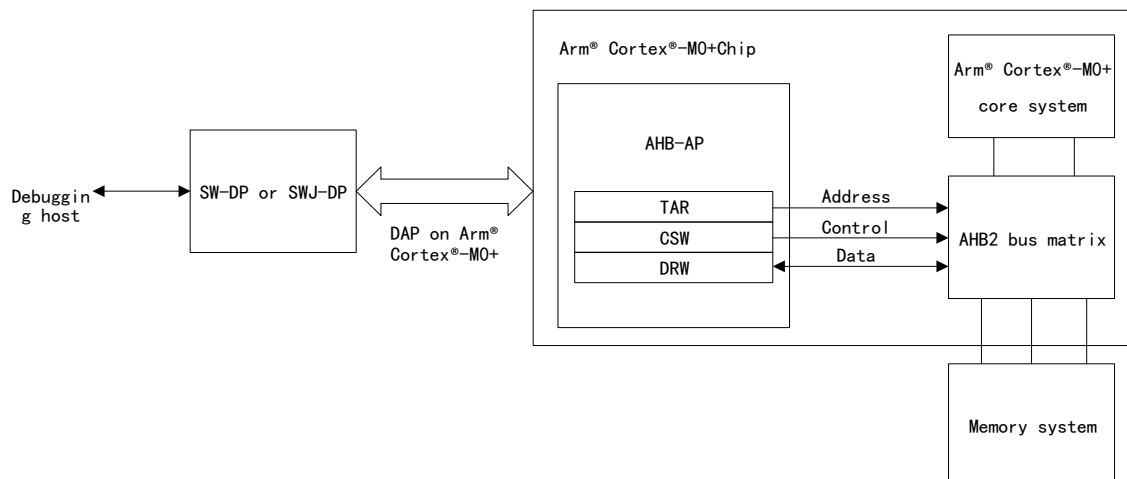 Arm® Cortex®-M0+Chip
Arm® Cortex®-M0+
core system
AHB-AP
Debuggin
g host
SW-DP or SWJ-DP
DAP on Arm®
Cortex®-M0+
TAR
CSW
DRW
Address
Control
Data
AHB2 bus matrix
Memory system